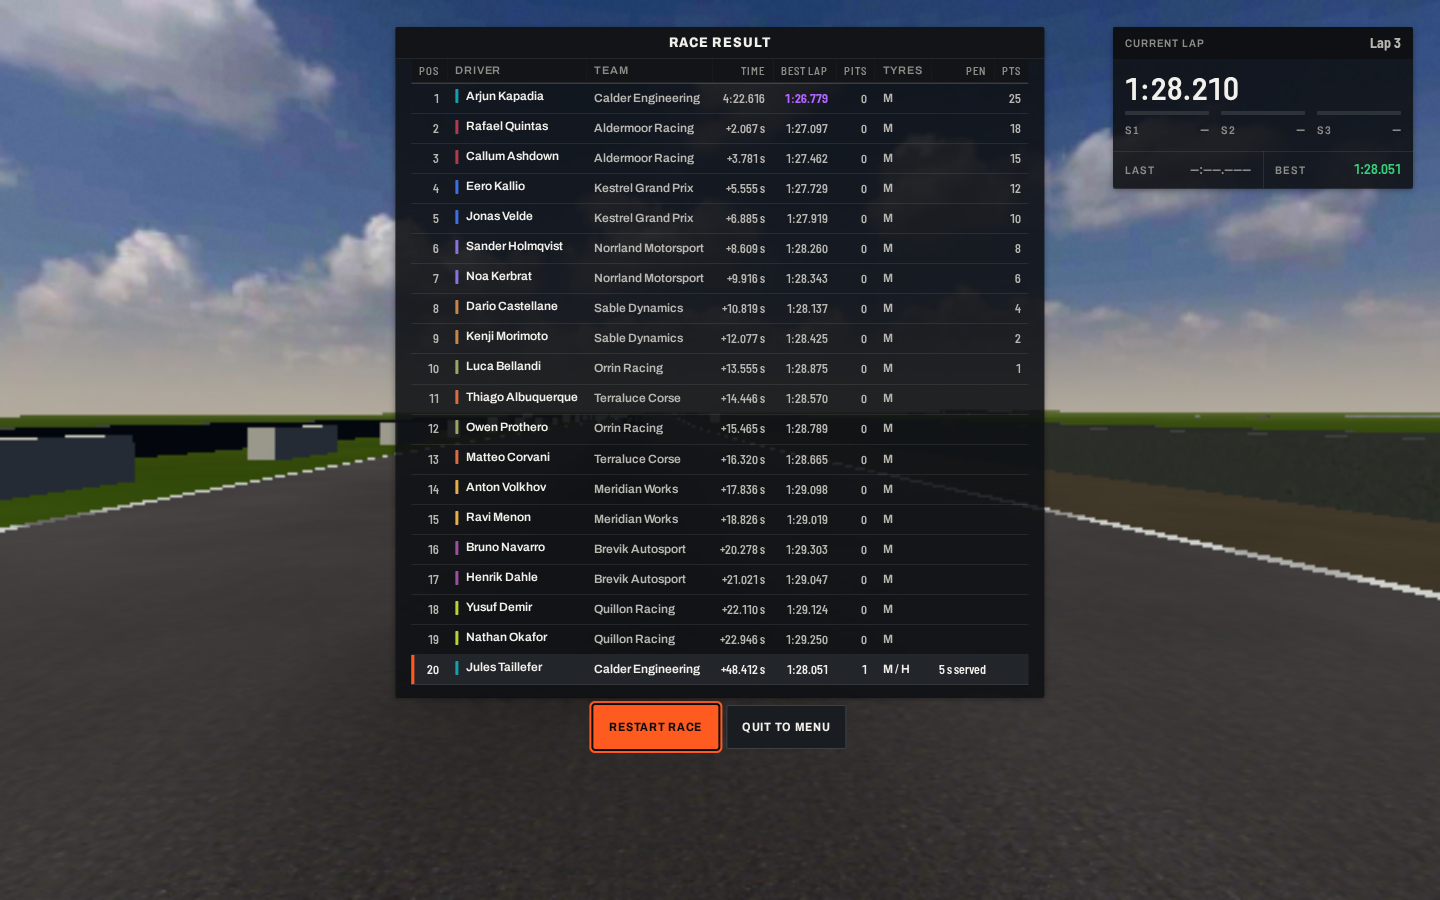 RACE RESULT
POS DRIVER TEAM TIME BEST LAP PITS TYRES PEN PTS
1 Arjun Kapadia Calder Engineering 4:22.616 1:26.779 0 M 25
2 Rafael Quintas Aldermoor Racing +2.067 s 1:27.097 0 M 18
3 Callum Ashdown Aldermoor Racing +3.781 s 1:27.462 0 M 15
4 Eero Kallio Kestrel Grand Prix +5.555 s 1:27.729 0 M 12
5 Jonas Velde Kestrel Grand Prix +6.885 s 1:27.919 0 M 10
6 Sander Holmqvist Norrland Motorsport +8.609 s 1:28.260 0 M 8
7 Noa Kerbrat Norrland Motorsport +9.916 s 1:28.343 0 M 6
8 Dario Castellane Sable Dynamics +10.819 s 1:28.137 0 M 4
9 Kenji Morimoto Sable Dynamics +12.077 s 1:28.425 0 M 2
10 Luca Bellandi Orrin Racing +13.555 s 1:28.875 0 M 1
11 Thiago Albuquerque Terraluce Corse +14.446 s 1:28.570 0 M
12 Owen Prothero Orrin Racing +15.465 s 1:28.789 0 M
13 Matteo Corvani Terraluce Corse +16.320 s 1:28.665 0 M
14 Anton Volkhov Meridian Works +17.836 s 1:29.098 0 M
15 Ravi Menon Meridian Works +18.826 s 1:29.019 0 M
16 Bruno Navarro Brevik Autosport +20.278 s 1:29.303 0 M
17 Henrik Dahle Brevik Autosport +21.021 s 1:29.047 0 M
18 Yusuf Demir Quillon Racing +22.110 s 1:29.124 0 M
19 Nathan Okafor Quillon Racing +22.946 s 1:29.250 0 M
20 Jules Taillefer Calder Engineering +48.412 s 1:28.051 1 M / H 5 s served
RESTART RACE QUIT TO MENU
CURRENT LAP Lap 3
1:28.210
S1 – S2 – S3 –
LAST –:––.––– BEST 1:28.051